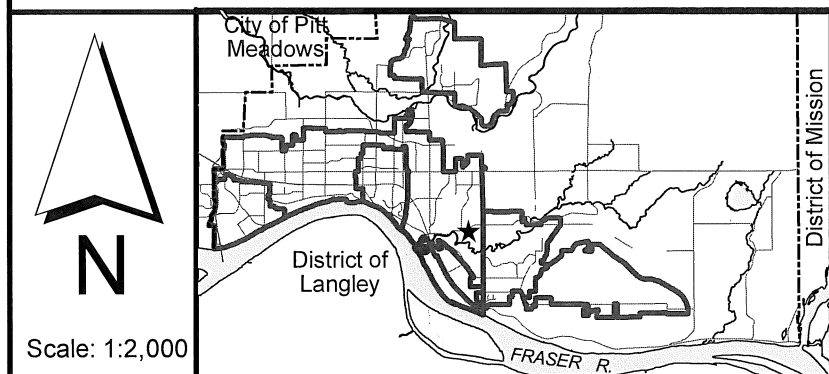 City of Pitt
Meadows
District of Mission
District of
Langley
N
Scale: 1:2,000
FRASER R.